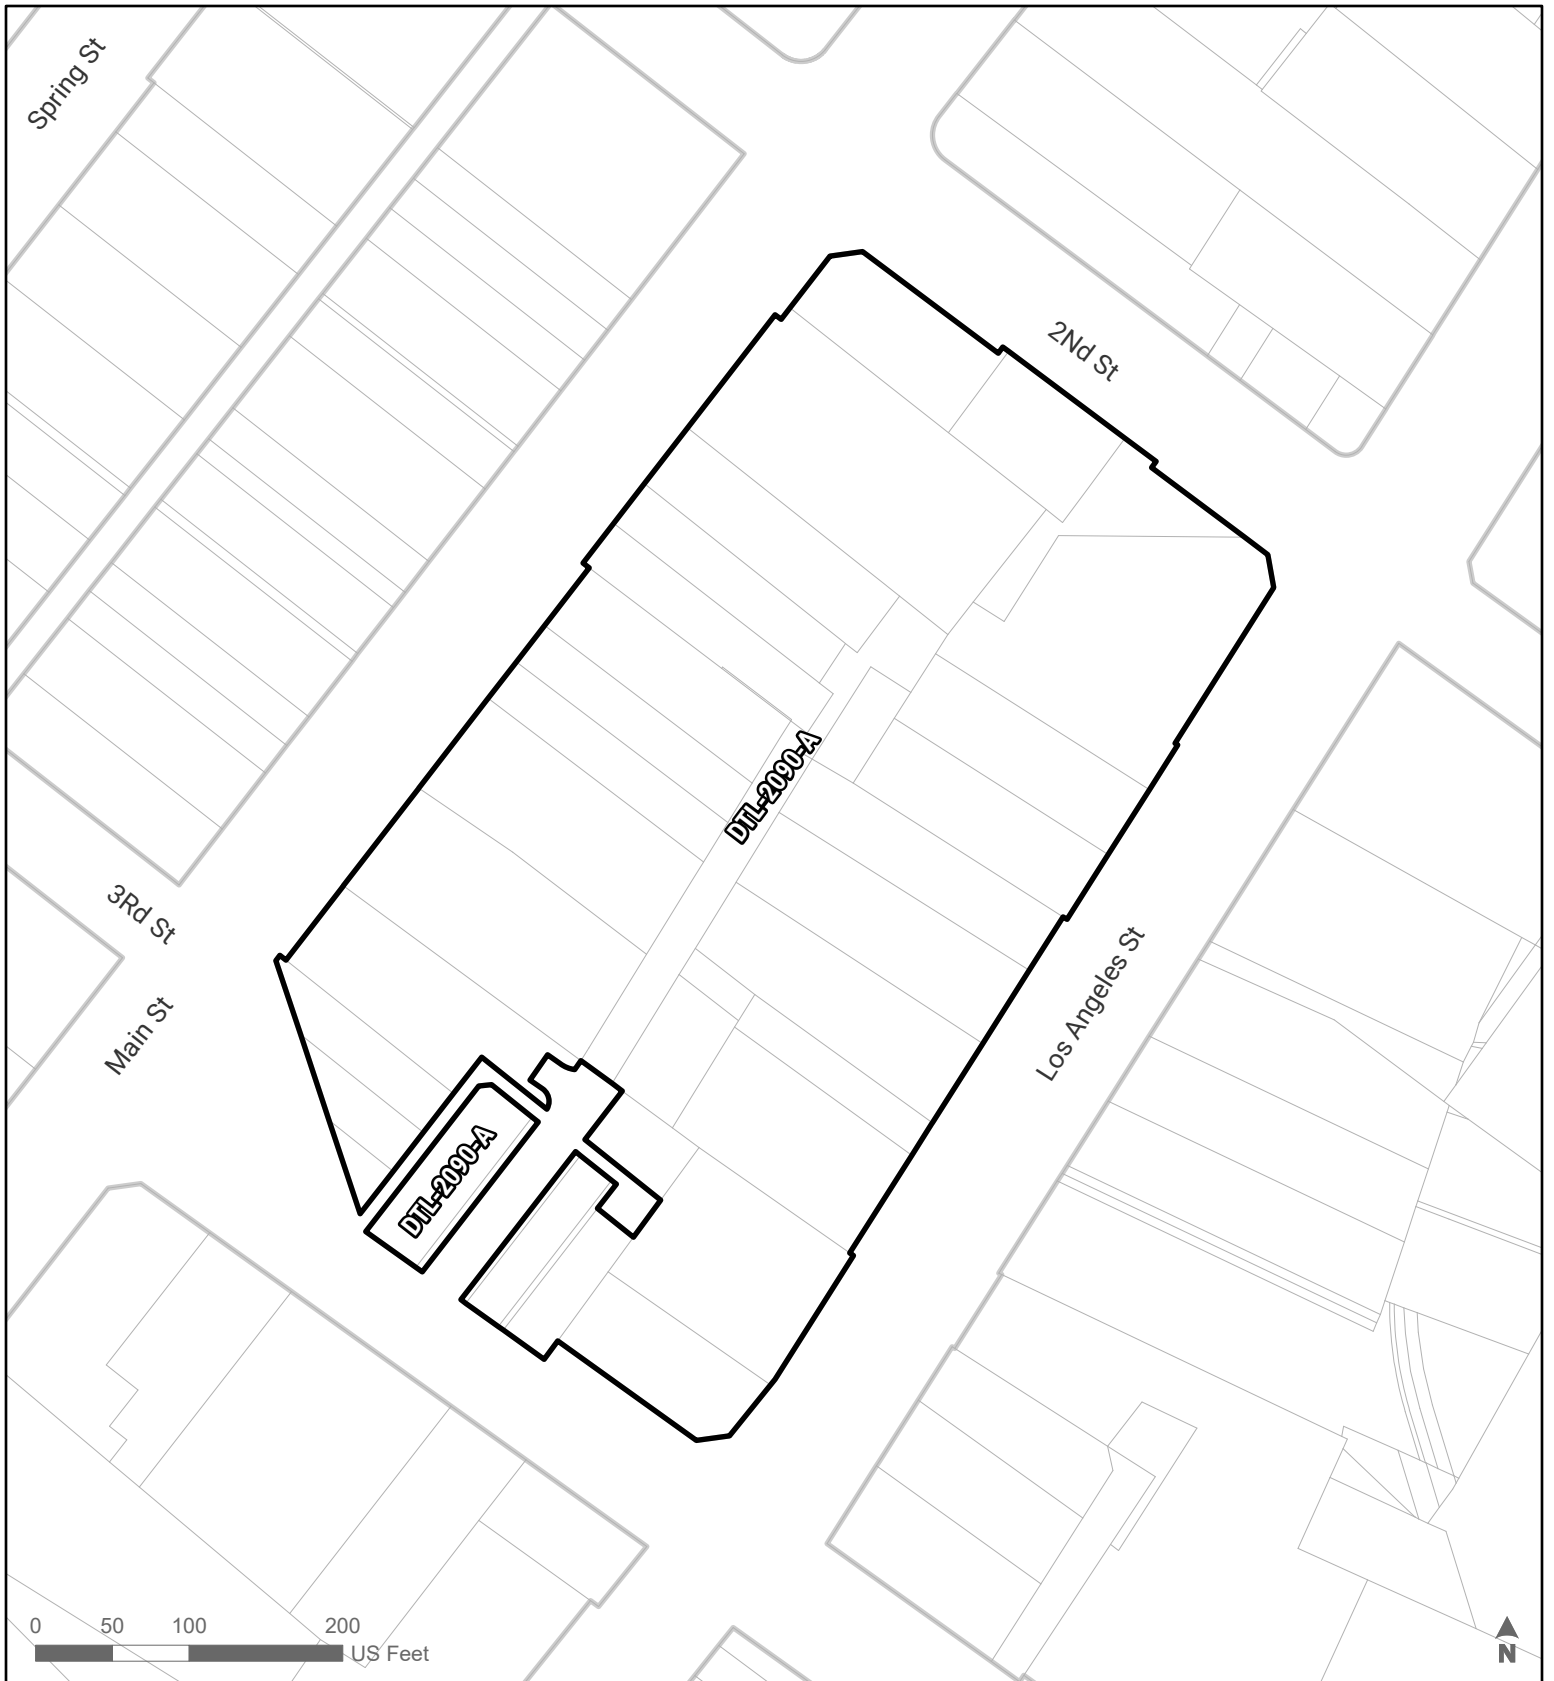 Spring St
2Nd St
DTL-2090-A
3Rd St
Los Angeles St
Main St
DTL-2090-A
0 50 100 200
US Feet
N